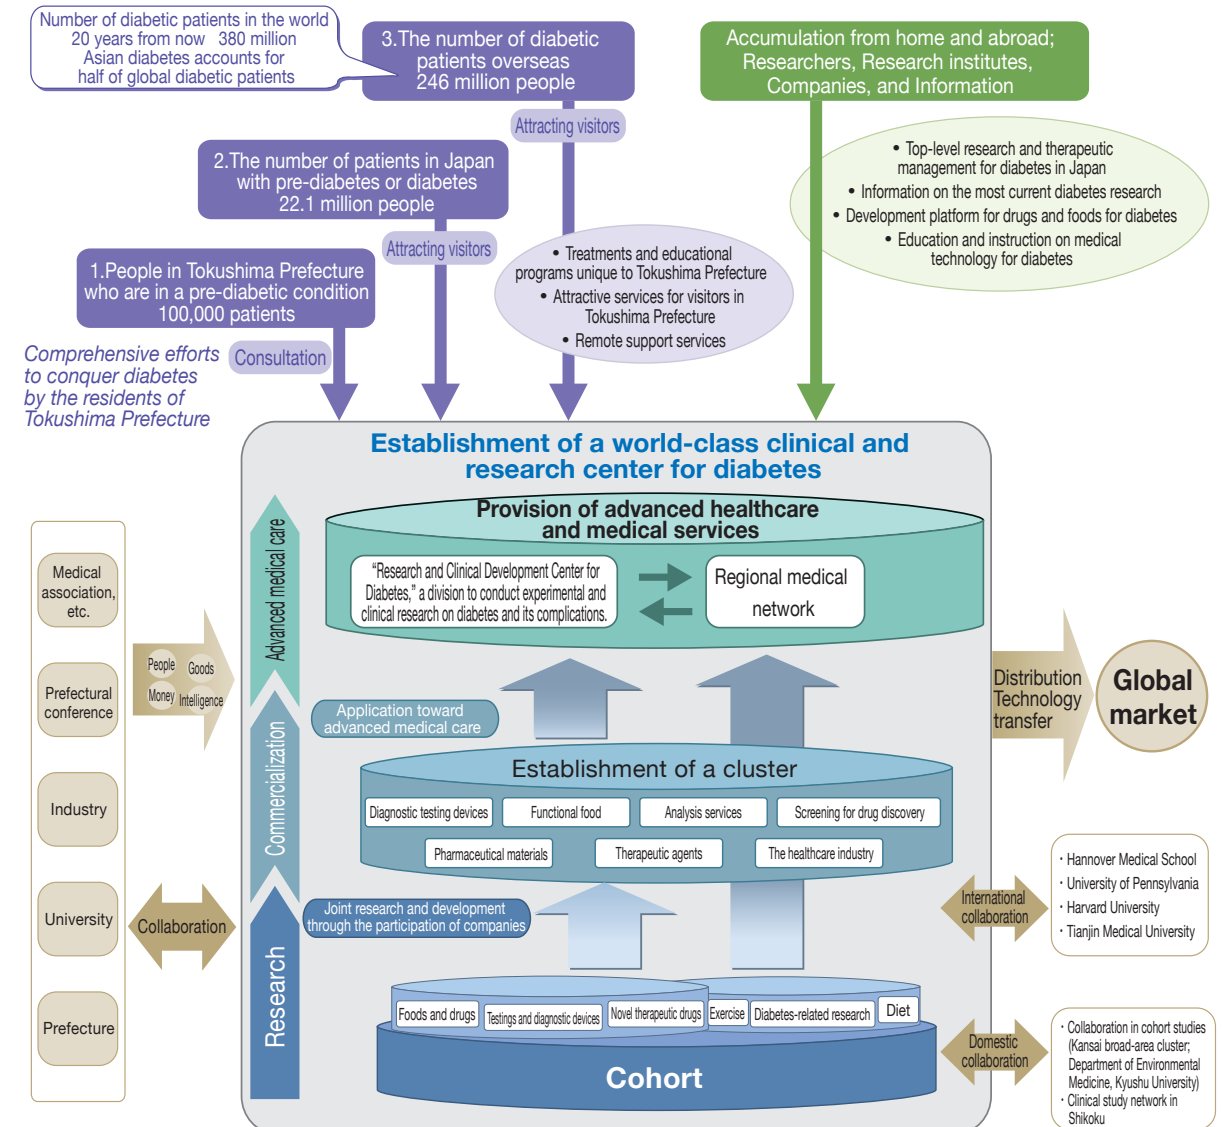 Number of diabetic patients in the world
20 years from now 380 million
Asian diabetes accounts for
half of global diabetic patients
3.The number of diabetic
patients overseas
246 million people
Accumulation from home and abroad;
Researchers, Research institutes,
Companies, and Information
Attracting visitors
2.The number of patients in Japan
with pre-diabetes or diabetes
22.1 million people
• Top-level research and therapeutic
management for diabetes in Japan
• Information on the most current diabetes research
• Development platform for drugs and foods for diabetes
• Education and instruction on medical
technology for diabetes
Attracting visitors
• Treatments and educational
programs unique to Tokushima Prefecture
• Attractive services for visitors in
Tokushima Prefecture
• Remote support services
1.People in Tokushima Prefecture
who are in a pre-diabetic condition
100,000 patients
Comprehensive efforts
to conquer diabetes
by the residents of
Tokushima Prefecture
Consultation
Establishment of a world-class clinical and
research center for diabetes
Provision of advanced healthcare
and medical services
"Research and Clinical Development Center for
Diabetes," a division to conduct experimental and
clinical research on diabetes and its complications.
Regional medical
network
Advanced medical care
Commercialization
Research
Medical
association,
etc.
Prefectural
conference
Industry
University
Prefecture
People
Goods
Money
Intelligence
Collaboration
Application toward
advanced medical care
Establishment of a cluster
Diagnostic testing devices
Functional food
Analysis services
Screening for drug discovery
Pharmaceutical materials
Therapeutic agents
The healthcare industry
Joint research and development
through the participation of companies
Foods and drugs
Testings and diagnostic devices
Novel therapeutic drugs
Exercise
Diabetes-related research
Diet
Cohort
Distribution
Technology
transfer
Global
market
International
collaboration
· Hannover Medical School
· University of Pennsylvania
· Harvard University
· Tianjin Medical University
Domestic
collaboration
· Collaboration in cohort studies
(Kansai broad-area cluster;
Department of Environmental
Medicine, Kyushu University)
· Clinical study network in
Shikoku